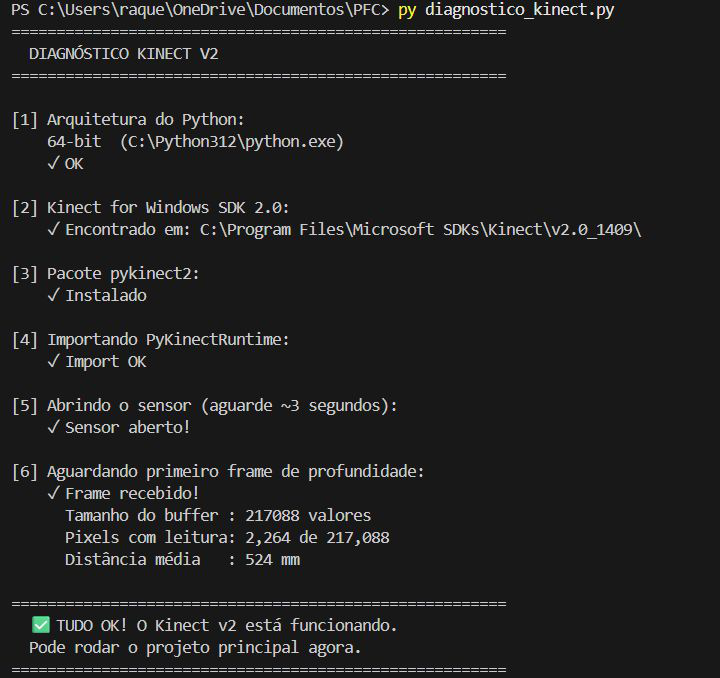 PS C:\Users\raque\OneDrive\Documentos\PFC> py diagnostico_kinect.py
=======================================================
DIAGNÓSTICO KINECT V2
=======================================================
[1] Arquitetura do Python:
64-bit  (C:\Python312\python.exe)
✓ OK
[2] Kinect for Windows SDK 2.0:
✓ Encontrado em: C:\Program Files\Microsoft SDKs\Kinect\v2.0_1409\
[3] Pacote pykinect2:
✓ Instalado
[4] Importando PyKinectRuntime:
✓ Import OK
[5] Abrindo o sensor (aguarde ~3 segundos):
✓ Sensor aberto!
[6] Aguardando primeiro frame de profundidade:
✓ Frame recebido!
Tamanho do buffer : 217088 valores
Pixels com leitura: 2,264 de 217,088
Distância média   : 524 mm
=======================================================
✅ TUDO OK! O Kinect v2 está funcionando.
Pode rodar o projeto principal agora.
=======================================================